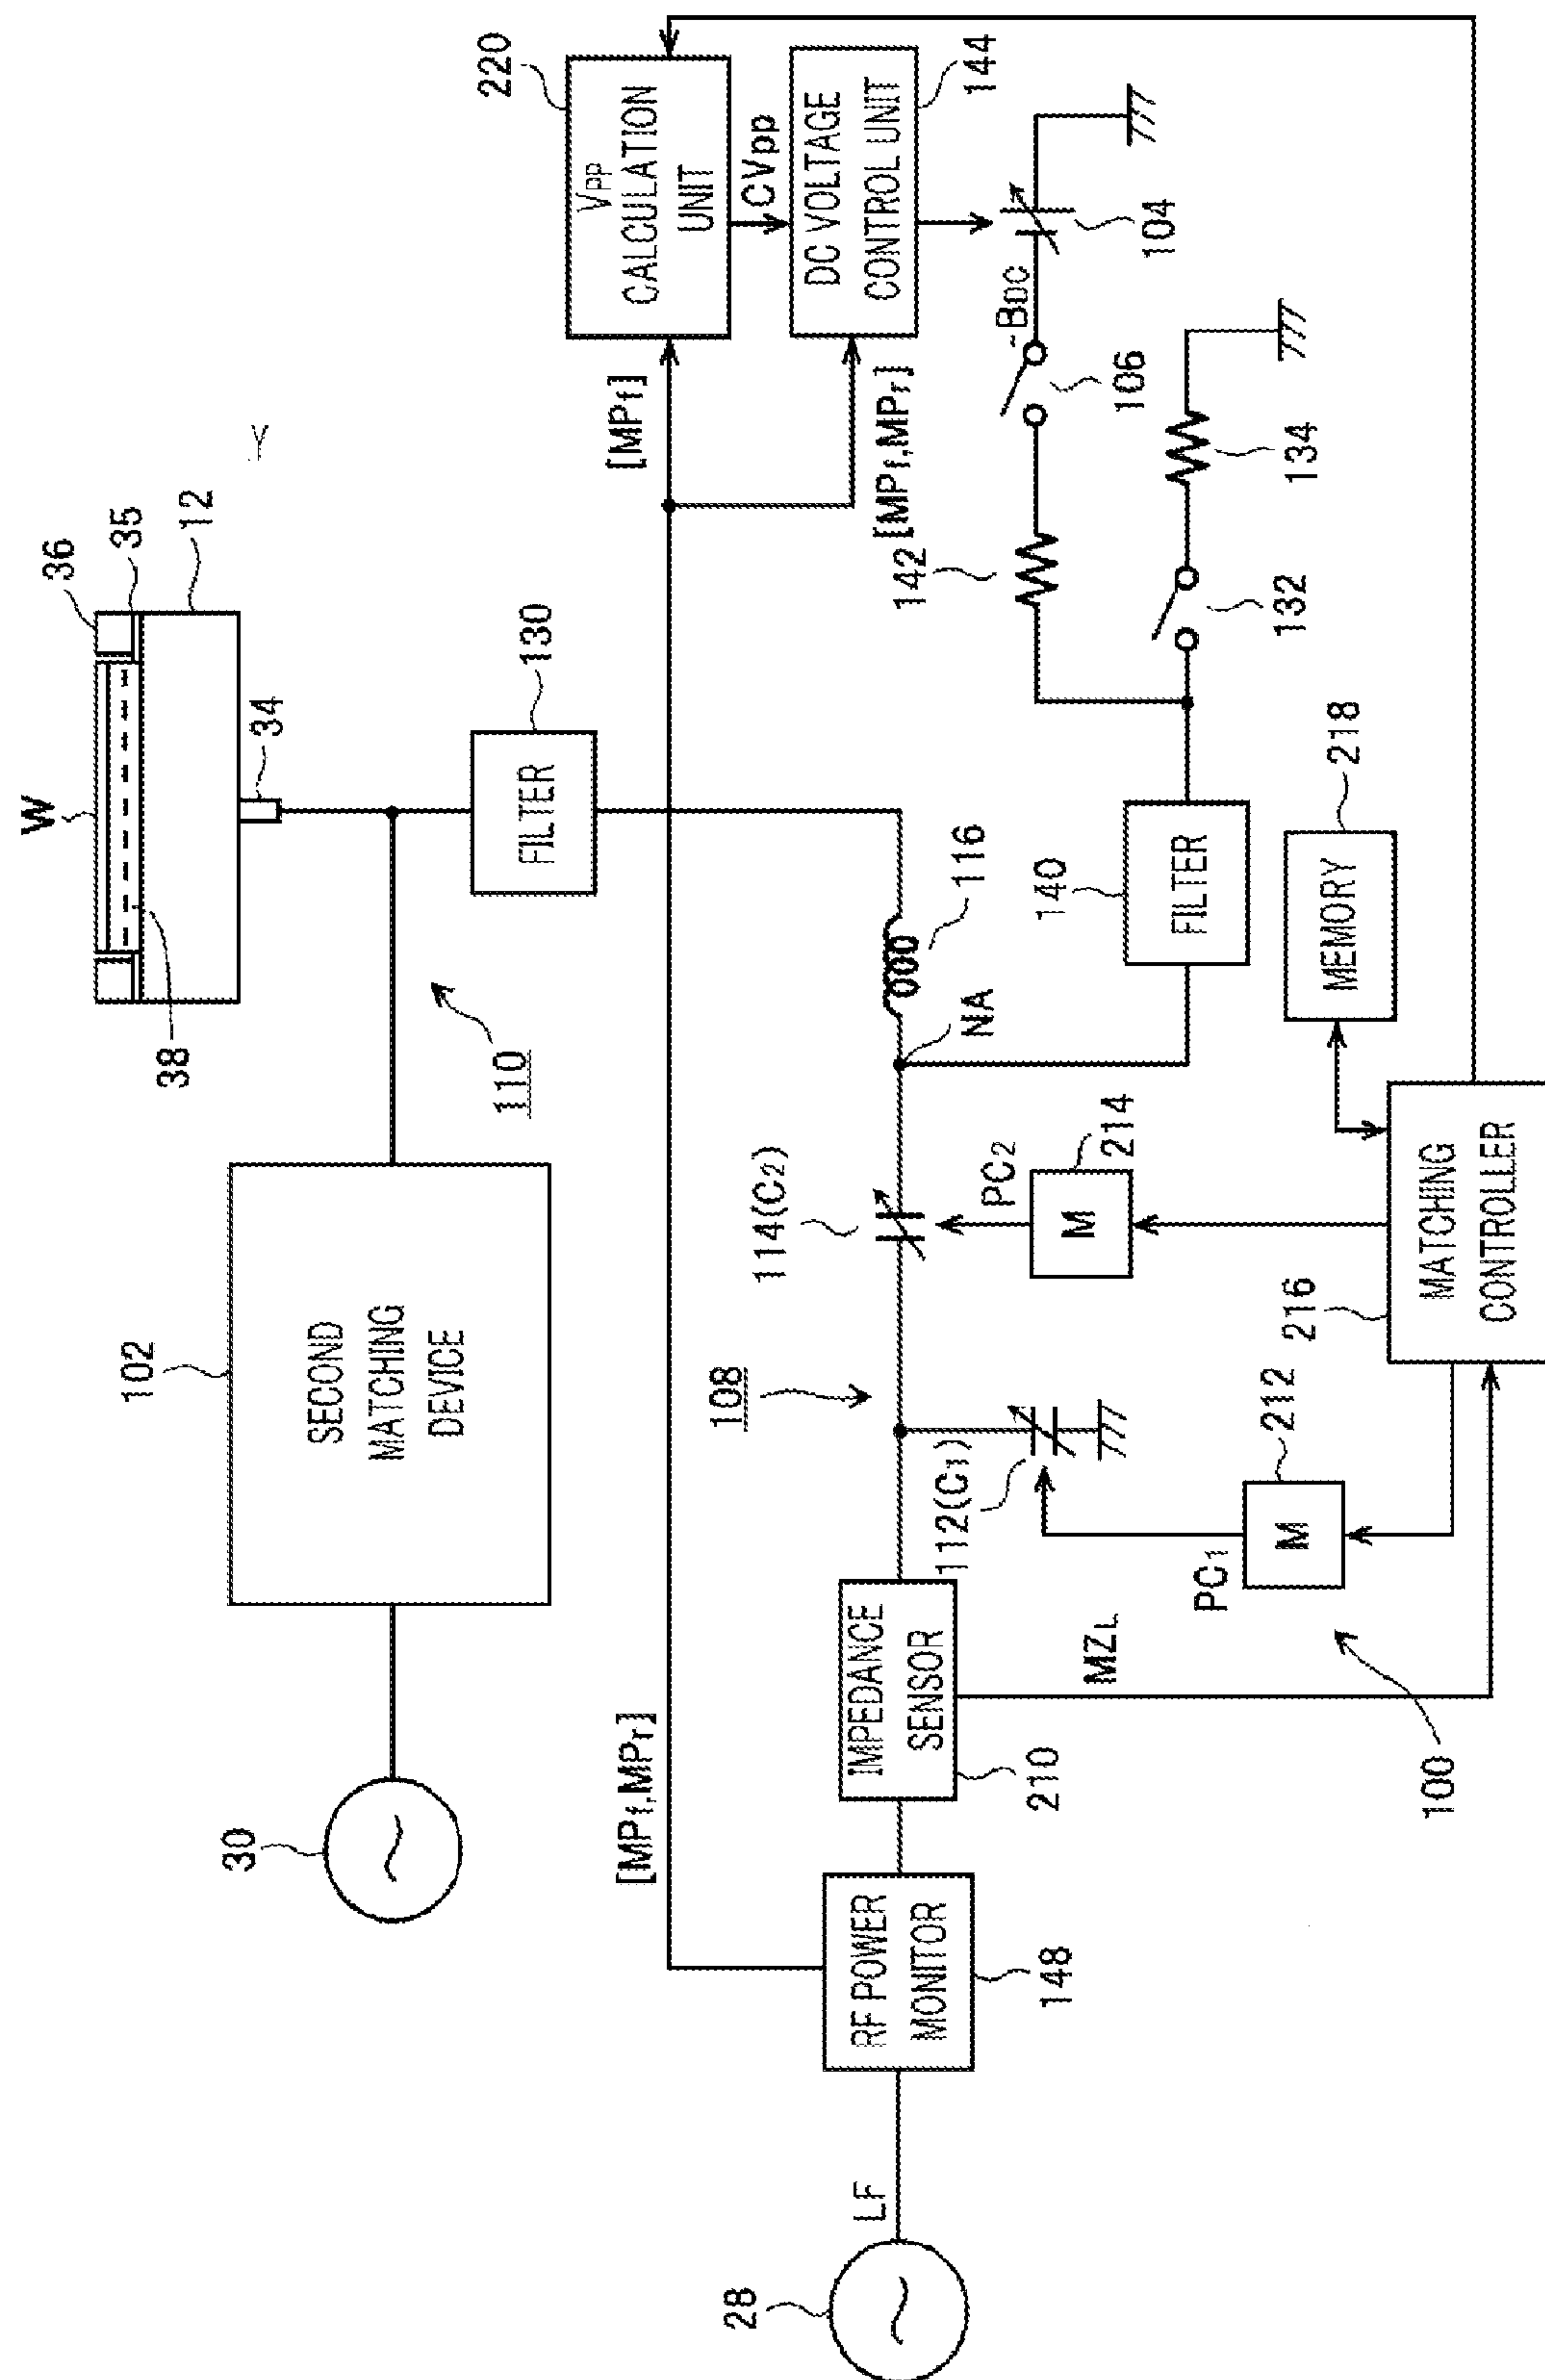 W
36
35
12
38
34
Y
110
102
SECOND
MATCHING
DEVICE
30
130
FILTER
220
VPP
CALCULATION
UNIT
[MPf]
CVpp
DC VOLTAGE
CONTROL UNIT
144
[MPf,MPr]
[MPf,MPr]
-BDC
104
106
142
134
132
116
NA
140
FILTER
218
MEMORY
114(C2)
PC2
M
214
108
112(C1)
PC1
M
212
216
MATCHING
CONTROLLER
IMPEDANCE
SENSOR
210
MZL
100
RF POWER
MONITOR
148
LF
28